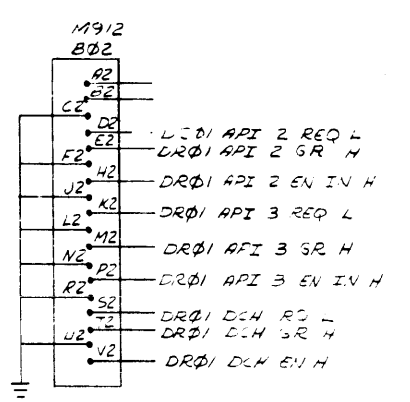 M912
BØ2
A2
B2
C2
D2
DRØ1 API 2 REQ L
E2
DRØ1 API 2 GR H
F2
H2
DRØ1 API 2 EN IN H
J2
K2
DRØ1 API 3 REQ L
L2
M2
DRØ1 API 3 GR H
N2
P2
DRØ1 API 3 EN IN H
R2
S2
DRØ1 DCH RQ L
T2
DRØ1 DCH GR H
U2
V2
DRØ1 DCH EN H